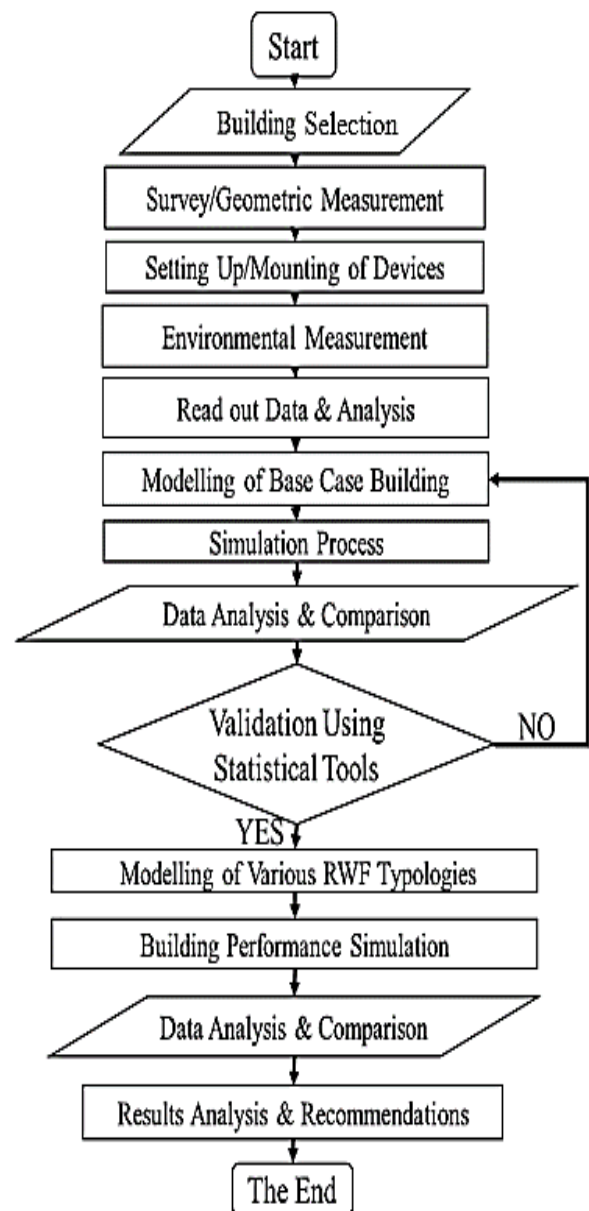 Start
Building Selection
Survey/Geometric Measurement
Setting Up/Mounting of Devices
Environmental Measurement
Read out Data & Analysis
Modelling of Base Case Building
Simulation Process
Data Analysis & Comparison
Validation Using
Statistical Tools
NO
YES
Modelling of Various RWF Typologies
Building Performance Simulation
Data Analysis & Comparison
Results Analysis & Recommendations
The End